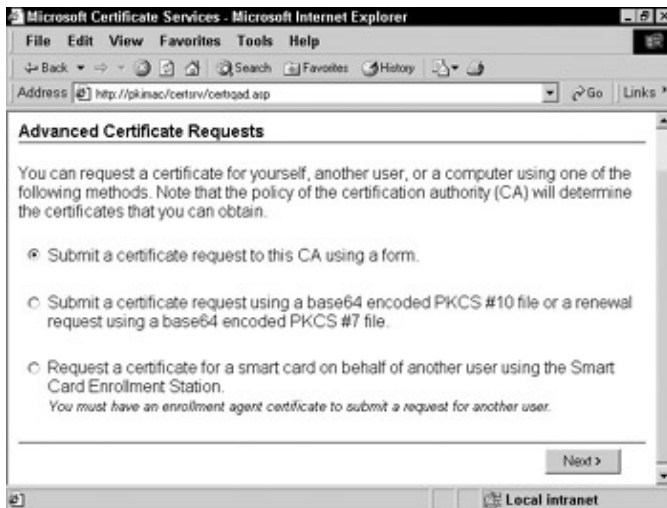 Microsoft Certificate Services - Microsoft Internet Explorer
File Edit View Favorites Tools Help
Back Search Favorites History
Address http://pkimac/certsrv/certrqad.asp Go Links
Advanced Certificate Requests
You can request a certificate for yourself, another user, or a computer using one of the
following methods. Note that the policy of the certification authority (CA) will determine
the certificates that you can obtain.
Submit a certificate request to this CA using a form.
Submit a certificate request using a base64 encoded PKCS #10 file or a renewal
request using a base64 encoded PKCS #7 file.
Request a certificate for a smart card on behalf of another user using the Smart
Card Enrollment Station.
You must have an enrollment agent certificate to submit a request for another user.
Next >
Local intranet